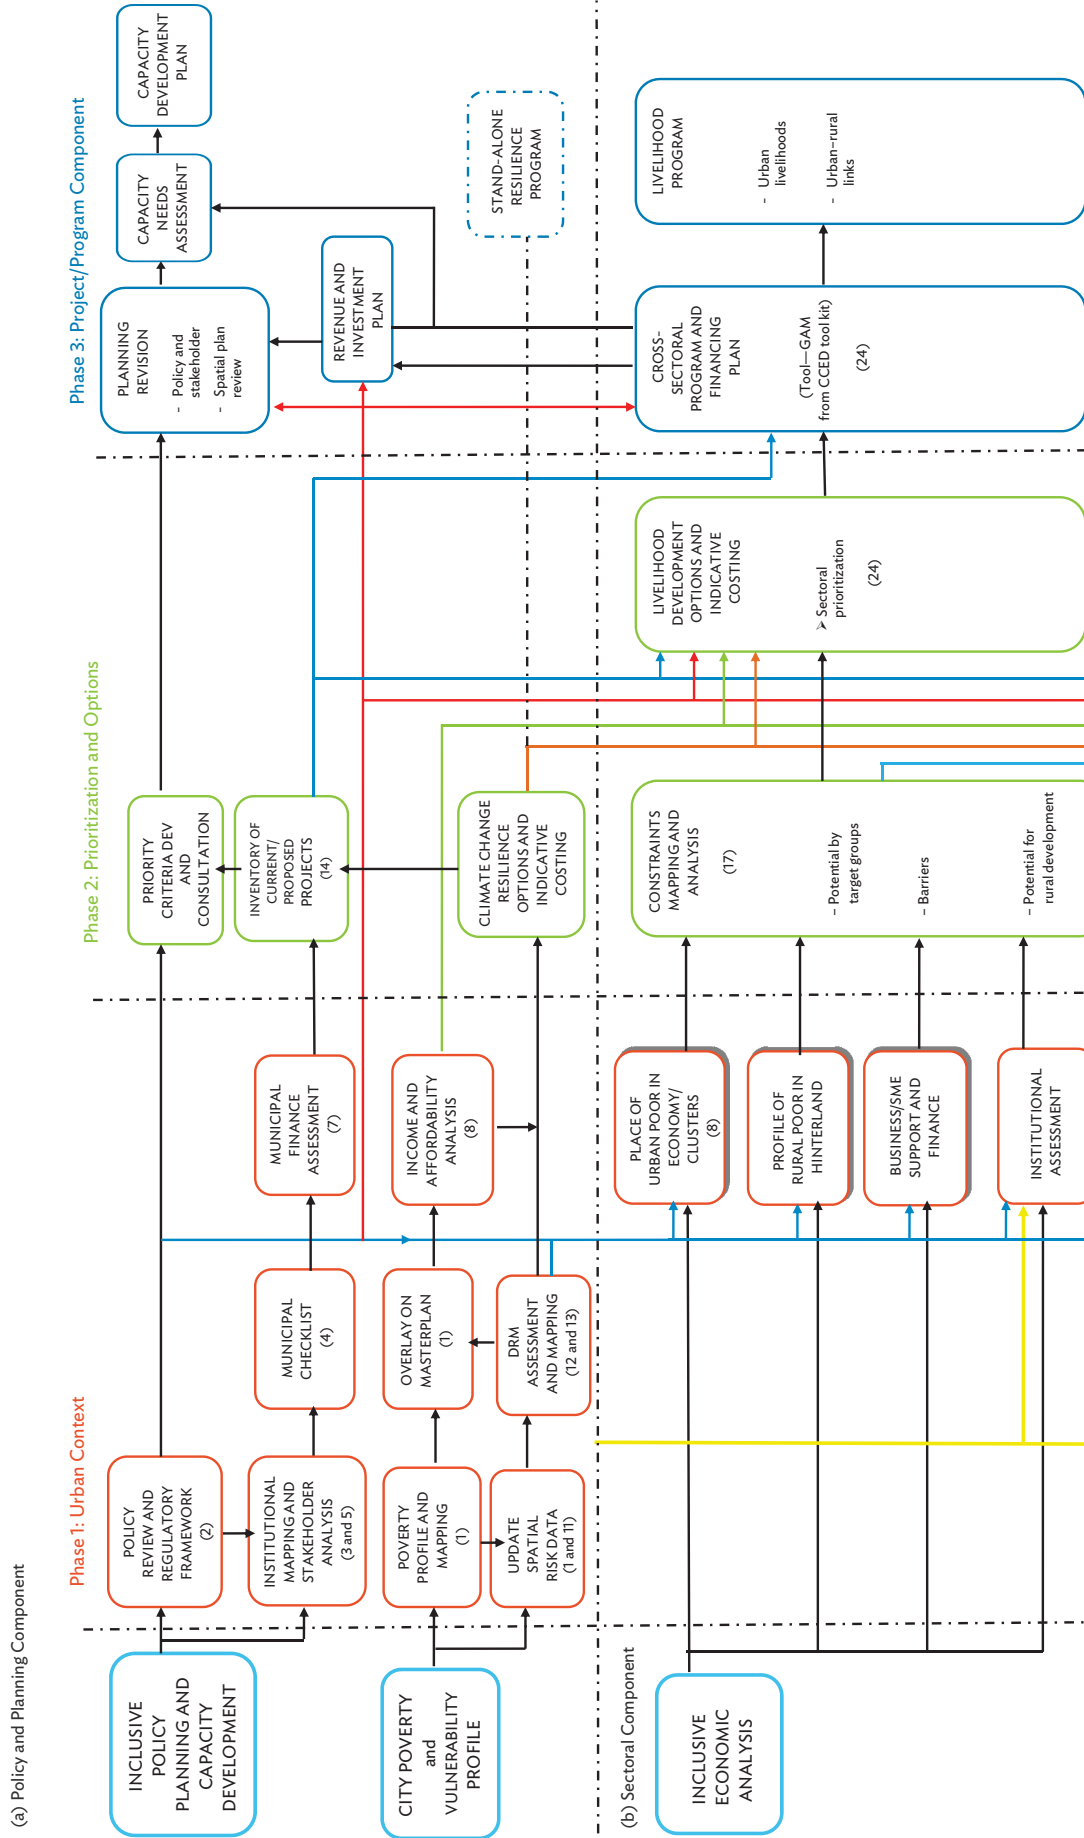 (a) Policy and Planning Component
Phase 1: Urban Context
Phase 2: Prioritization and Options
Phase 3: Project/Program Component
INCLUSIVE
POLICY
PLANNING AND
CAPACITY
DEVELOPMENT
POLICY
REVIEW AND
REGULATORY
FRAMEWORK
(2)
PRIORITY
CRITERIA DEV
AND
CONSULTATION
PLANNING
REVISION
- Policy and
stakeholder
- Spatial plan
review
CAPACITY
NEEDS
ASSESSMENT
CAPACITY
DEVELOPMENT
PLAN
INSTITUTIONAL
MAPPING AND
STAKEHOLDER
ANALYSIS
(3 and 5)
MUNICIPAL
CHECKLIST
(4)
MUNICIPAL
FINANCE
ASSESSMENT
(7)
INVENTORY OF
CURRENT/
PROPOSED
PROJECTS
(14)
REVENUE AND
INVESTMENT
PLAN
CITY POVERTY
and
VULNERABILITY
PROFILE
POVERTY
PROFILE AND
MAPPING
(1)
OVERLAY ON
MASTERPLAN
(1)
INCOME AND
AFFORDABILITY
ANALYSIS
(8)
UPDATE
SPATIAL
RISK DATA
(1 and 11)
DRM
ASSESSMENT
AND MAPPING
(12 and 13)
CLIMATE CHANGE
RESILIENCE
OPTIONS AND
INDICATIVE
COSTING
STAND-ALONE
RESILIENCE
PROGRAM
(b) Sectoral Component
INCLUSIVE
ECONOMIC
ANALYSIS
PLACE OF
URBAN POOR IN
ECONOMY/
CLUSTERS
(8)
PROFILE OF
RURAL POOR IN
HINTERLAND
BUSINESS/SME
SUPPORT AND
FINANCE
INSTITUTIONAL
ASSESSMENT
CONSTRAINTS
MAPPING AND
ANALYSIS
(17)
– Potential by
target groups
– Barriers
– Potential for
rural development
LIVELIHOOD
DEVELOPMENT
OPTIONS AND
INDICATIVE
COSTING
➢ Sectoral
prioritization
(24)
CROSS-
SECTORAL
PROGRAM AND
FINANCING
PLAN
(Tool—GAM
from CCED tool kit)
(24)
LIVELIHOOD
PROGRAM
- Urban
livelihoods
- Urban–rural
links